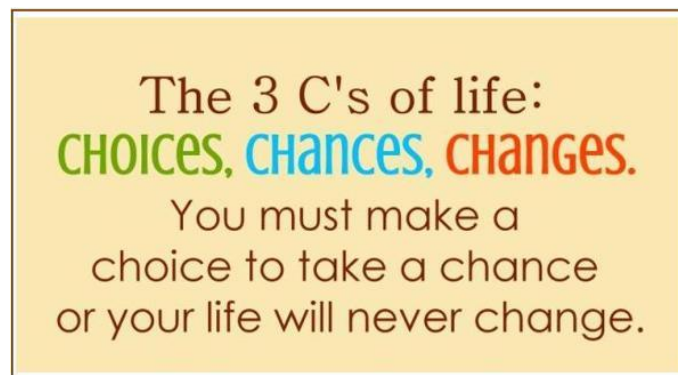 The 3 C's of life:
CHOICES, CHANCES, CHANGES.
You must make a
choice to take a chance
or your life will never change.